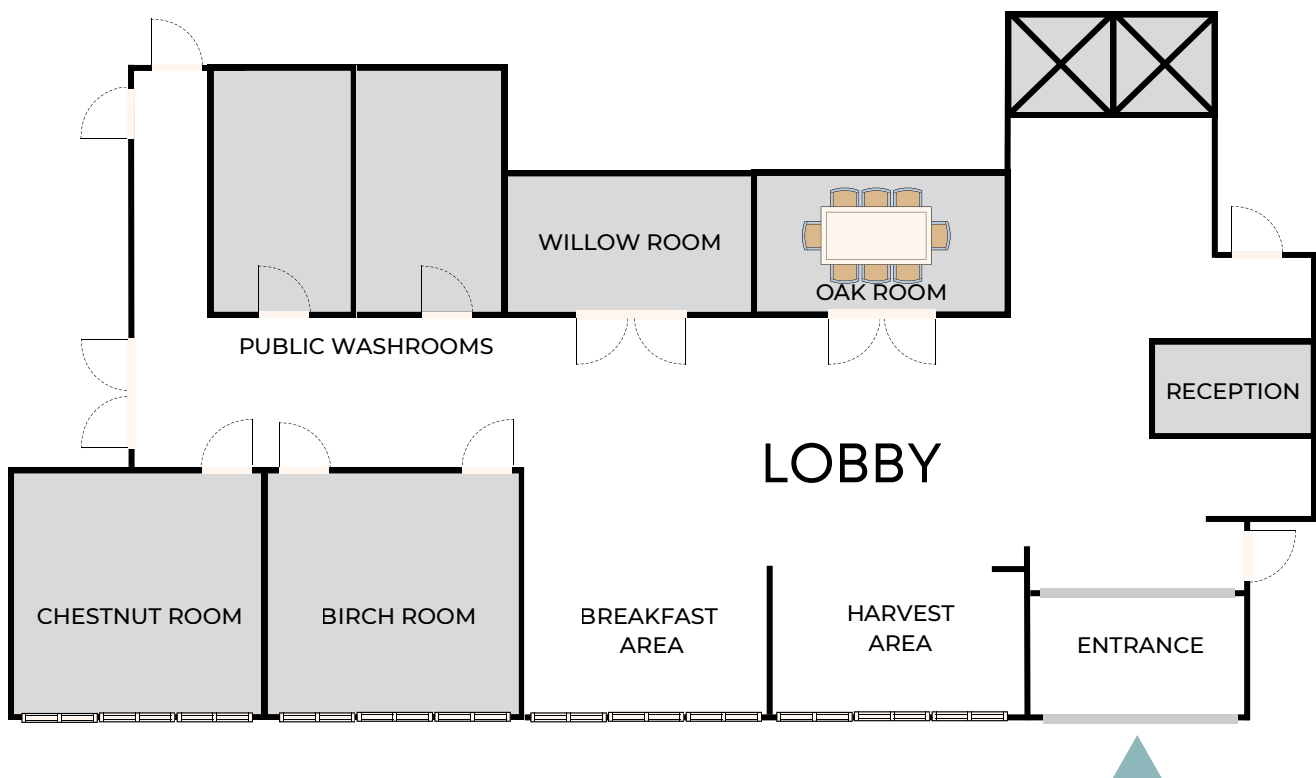 WILLOW ROOM
OAK ROOM
PUBLIC WASHROOMS
RECEPTION
LOBBY
CHESTNUT ROOM
BIRCH ROOM
BREAKFAST
AREA
HARVEST
AREA
ENTRANCE